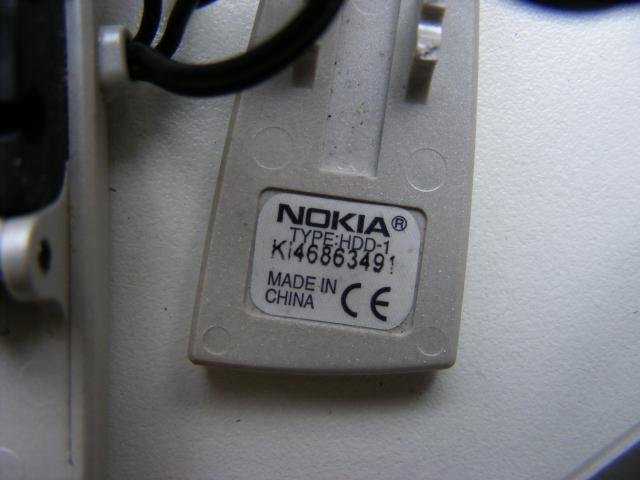 NOKIA®
TYPE:HDD-1
KI46863491
MADE IN
CHINA CE